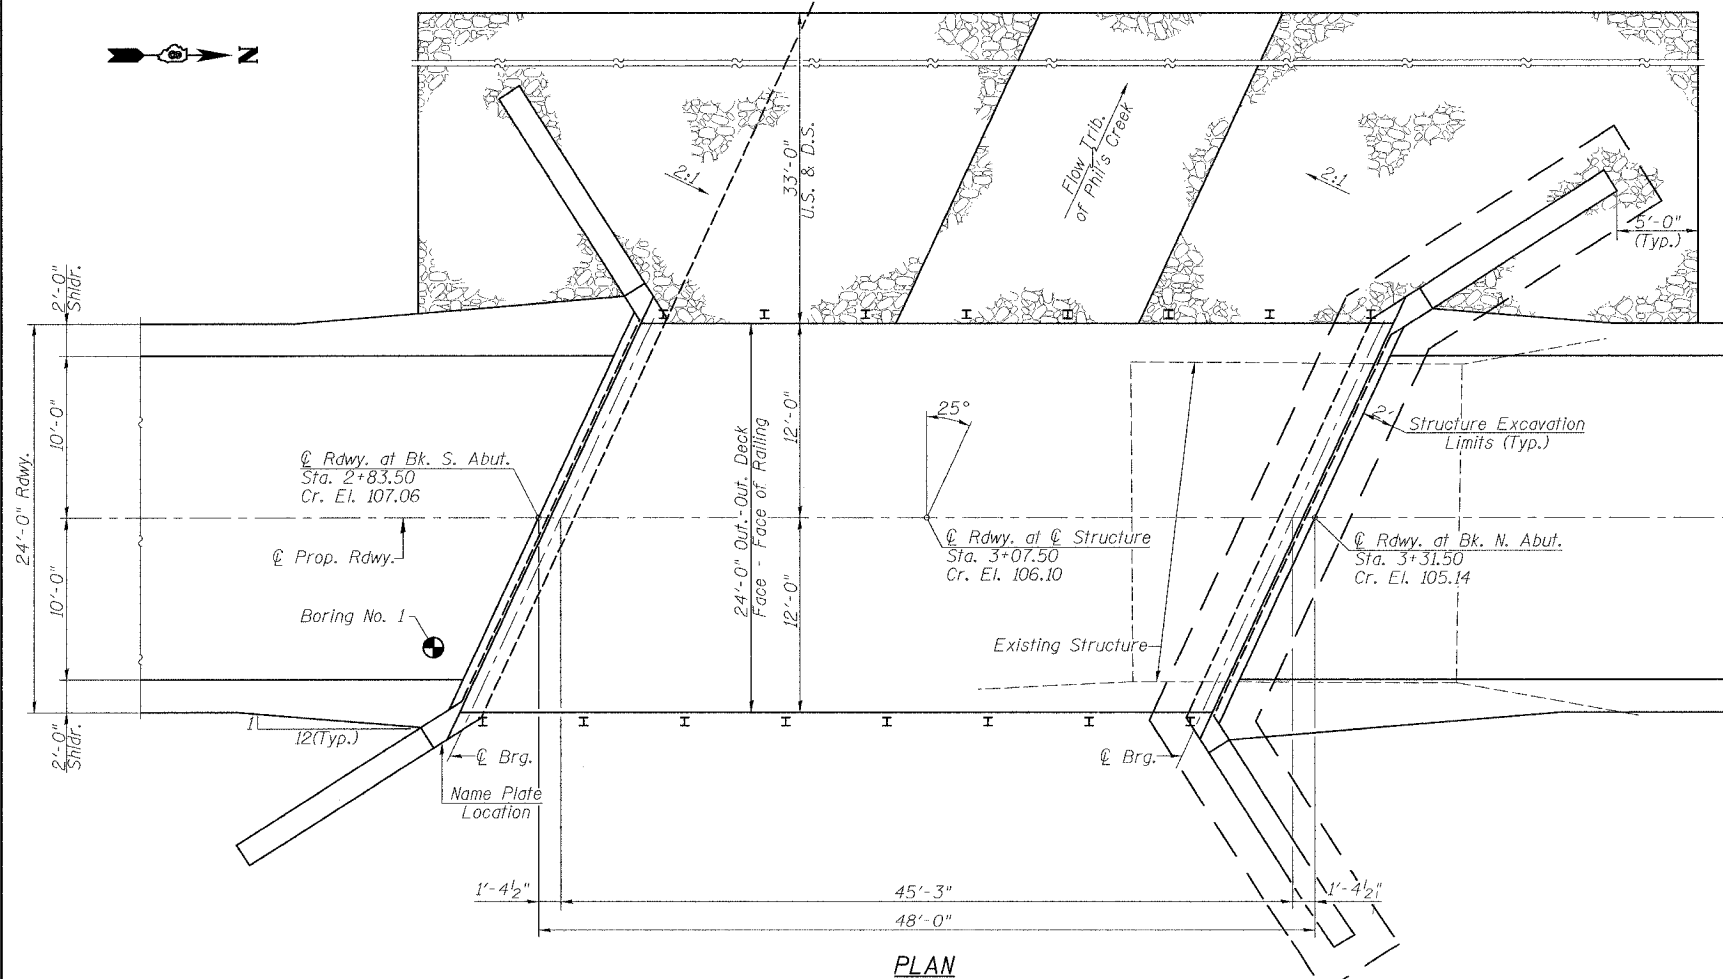 N
33'-0"
U.S. & D.S.
Flow Trib.
of Phil's Creek
2:1
2:1
5'-0"
(Typ.)
2'-0"
Shldr.
24'-0" Rdwy.
10'-0"
10'-0"
2'-0"
Shldr.
℄ Rdwy. at Bk. S. Abut.
Sta. 2+83.50
Cr. El. 107.06
℄ Prop. Rdwy.
Boring No. 1
24'-0" Out.-Out. Deck
Face - Face of Railing
12'-0"
12'-0"
25°
℄ Rdwy. at ℄ Structure
Sta. 3+07.50
Cr. El. 106.10
2'
Structure Excavation
Limits (Typ.)
℄ Rdwy. at Bk. N. Abut.
Sta. 3+31.50
Cr. El. 105.14
Existing Structure
1
12(Typ.)
℄ Brg.
℄ Brg.
Name Plate
Location
1'-4½"
45'-3"
1'-4½"
48'-0"
PLAN